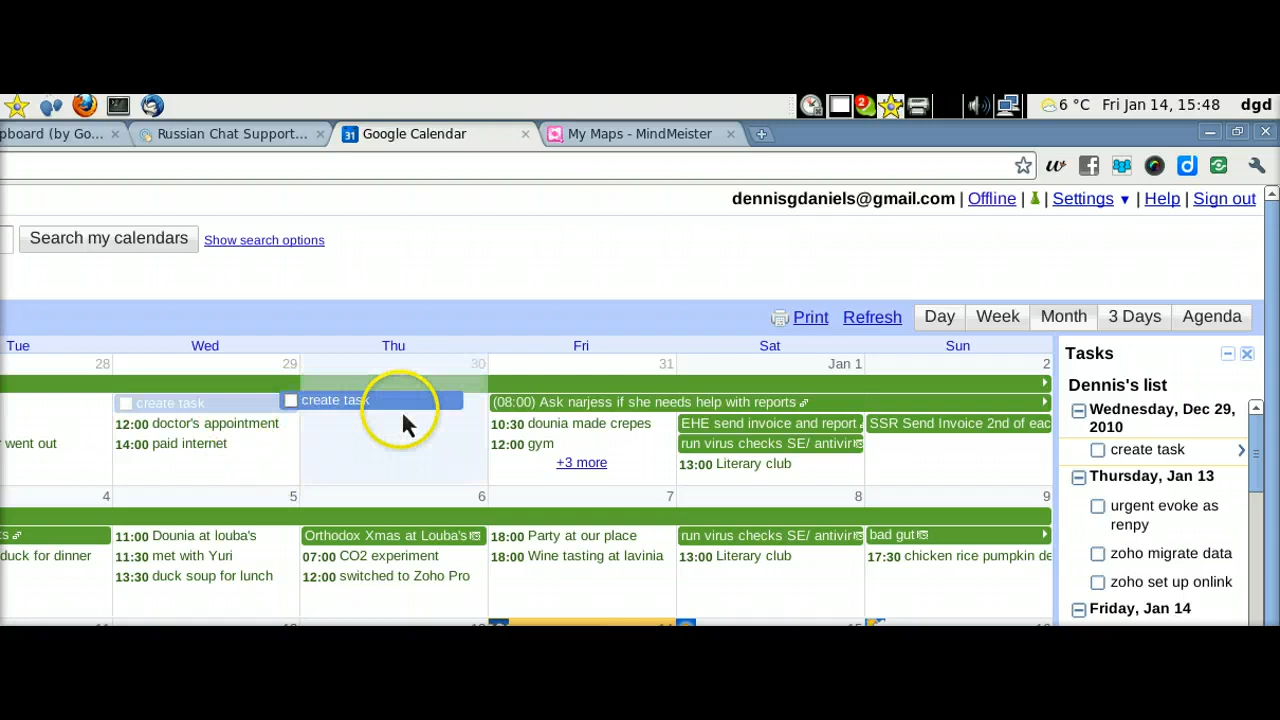 6 °C Fri Jan 14, 15:48 dgd
2
pboard (by Go... Russian Chat Support... 31 Google Calendar My Maps - MindMeister
dennisgdaniels@gmail.com | Offline | | Settings ▼ | Help | Sign out
Search my calendars Show search options
Print Refresh Day Week Month 3 Days Agenda
Tue Wed Thu Fri Sat Sun
28 29 30 31 Jan 1 2
create task create task (08:00) Ask narjess if she needs help with reports
12:00 doctor's appointment 10:30 dounia made crepes EHE send invoice and report SSR Send Invoice 2nd of eac
went out 14:00 paid internet 12:00 gym run virus checks SE/ antivir
+3 more 13:00 Literary club
4 5 6 7 8 9
11:00 Dounia at louba's Orthodox Xmas at Louba's 18:00 Party at our place run virus checks SE/ antivir bad gut
duck for dinner 11:30 met with Yuri 07:00 CO2 experiment 18:00 Wine tasting at lavinia 13:00 Literary club 17:30 chicken rice pumpkin de
13:30 duck soup for lunch 12:00 switched to Zoho Pro
Tasks
Dennis's list
Wednesday, Dec 29,
2010
create task
Thursday, Jan 13
urgent evoke as
renpy
zoho migrate data
zoho set up onlink
Friday, Jan 14